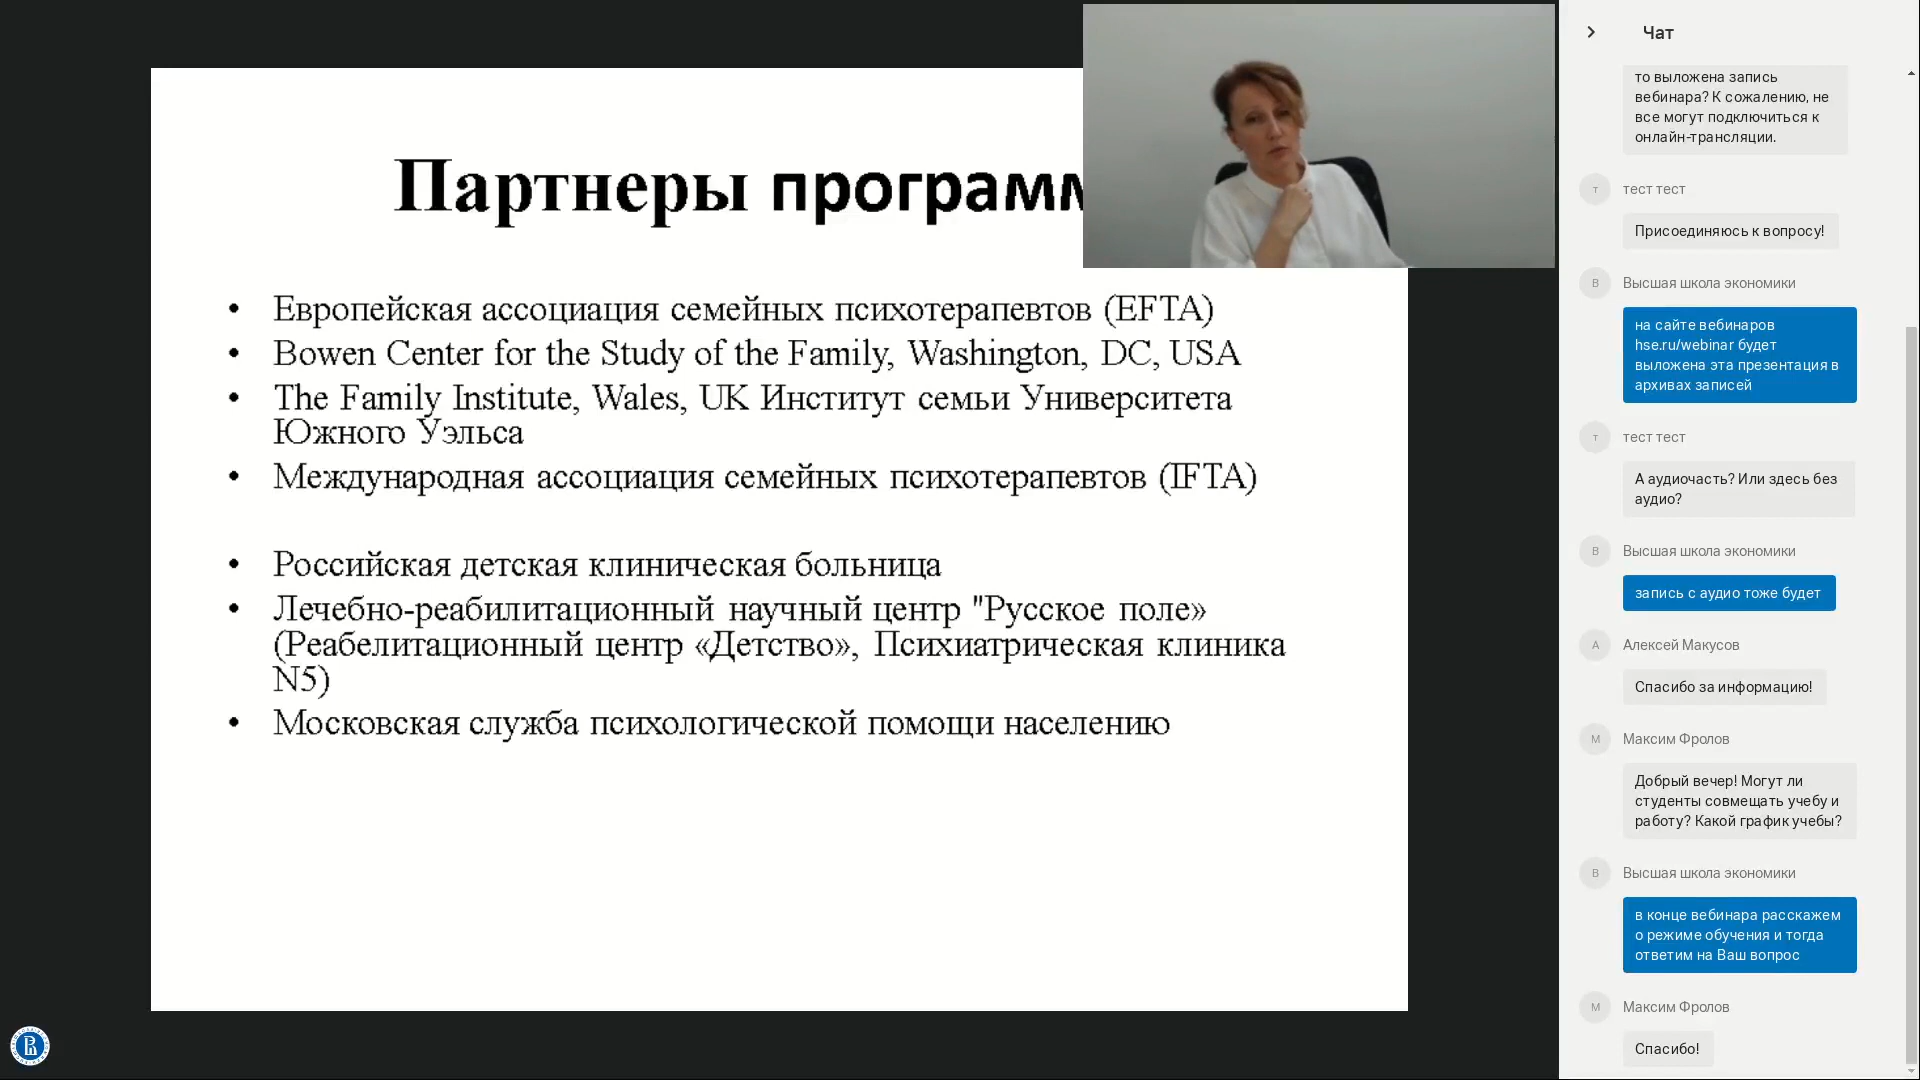 Партнеры програм
• Европейская ассоциация семейных психотерапевтов (EFTA)
• Bowen Center for the Study of the Family, Washington, DC, USA
• The Family Institute, Wales, UK Институт семьи Университета
Южного Уэльса
• Международная ассоциация семейных психотерапевтов (IFTA)
• Российская детская клиническая больница
• Лечебно-реабилитационный научный центр "Русское поле»
(Реабелитационный центр «Детство», Психиатрическая клиника
N5)
• Московская служба психологической помощи населению
Чат
то выложена запись
вебинара? К сожалению, не
все могут подключиться к
онлайн-трансляции.
т
тест тест
Присоединяюсь к вопросу!
В
Высшая школа экономики
на сайте вебинаров
hse.ru/webinar будет
выложена эта презентация в
архивах записей
т
тест тест
А аудиочасть? Или здесь без
аудио?
В
Высшая школа экономики
запись с аудио тоже будет
А
Алексей Макусов
Спасибо за информацию!
М
Максим Фролов
Добрый вечер! Могут ли
студенты совмещать учебу и
работу? Какой график учебы?
В
Высшая школа экономики
в конце вебинара расскажем
о режиме обучения и тогда
ответим на Ваш вопрос
М
Максим Фролов
Спасибо!